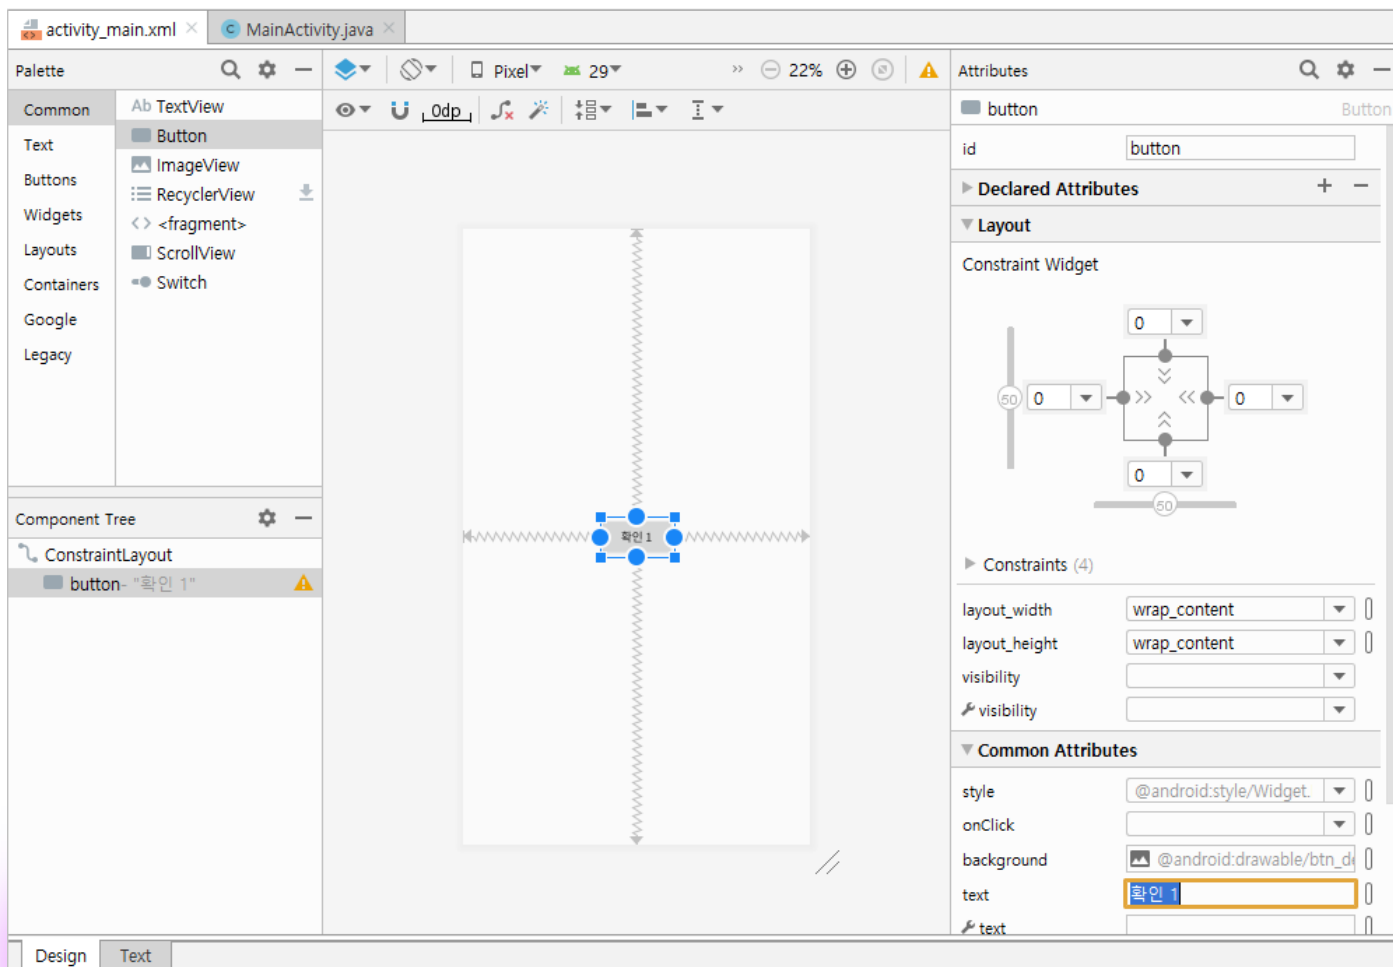 activity_main.xml
MainActivity.java
Palette
Pixel
29
22%
Attributes
Common
Text
Buttons
Widgets
Layouts
Containers
Google
Legacy
Ab TextView
Button
ImageView
RecyclerView
<fragment>
ScrollView
Switch
0dp
확인 1
Component Tree
ConstraintLayout
button- "확인 1"
button
Button
id
button
Declared Attributes
Layout
Constraint Widget
0
50
0
0
0
50
Constraints (4)
layout_width
wrap_content
layout_height
wrap_content
visibility
visibility
Common Attributes
style
@android:style/Widget.
onClick
background
@android:drawable/btn_de
text
확인 1
text
Design
Text